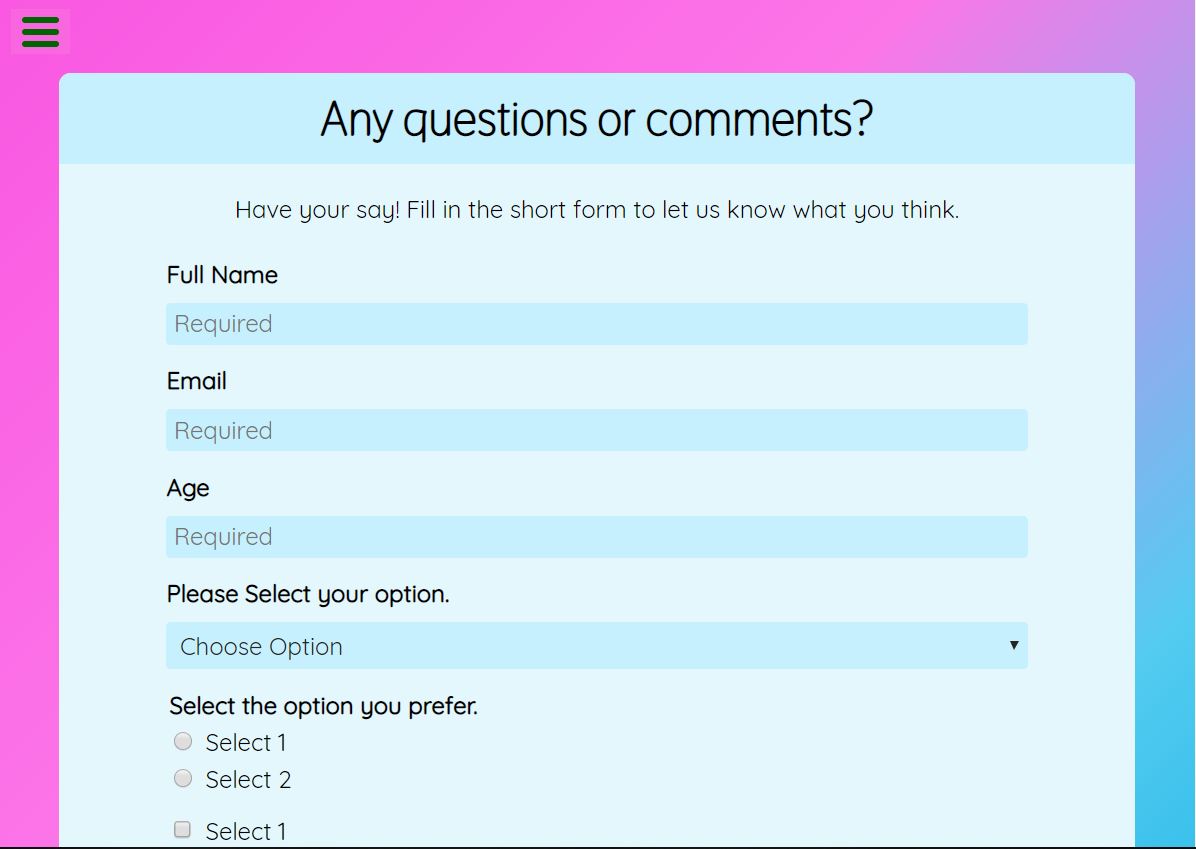 Any questions or comments?
Have your say! Fill in the short form to let us know what you think.
Full Name
Required
Email
Required
Age
Required
Please Select your option.
Choose Option
Select the option you prefer.
Select 1
Select 2
Select 1